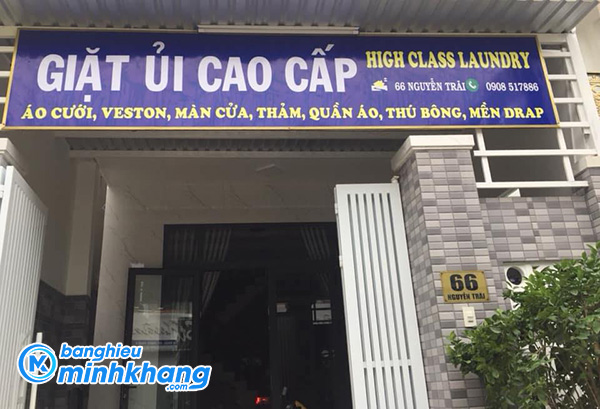 GIẶT ỦI CAO CẤP
HIGH CLASS LAUNDRY
66 NGUYỄN TRÃI 0908 517886
ÁO CƯỚI, VESTON, MÀN CỬA, THẢM, QUẦN ÁO, THÚ BÔNG, MỀN DRAP
66
NGUYỄN TRÃI
banghieu
minhkhang
.com